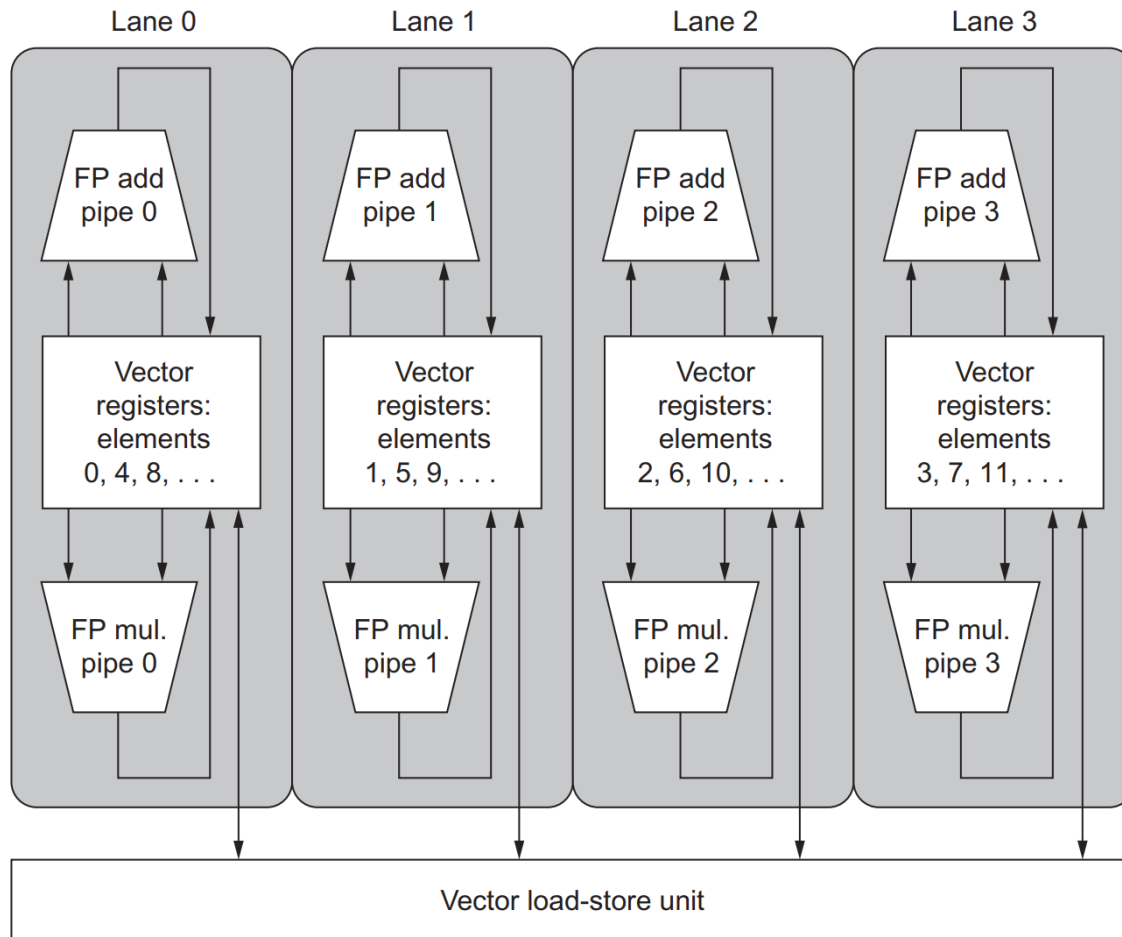 Lane 0
Lane 1
Lane 2
Lane 3
FP add
pipe 0
FP add
pipe 1
FP add
pipe 2
FP add
pipe 3
Vector
registers:
elements
0, 4, 8, . . .
Vector
registers:
elements
1, 5, 9, . . .
Vector
registers:
elements
2, 6, 10, . . .
Vector
registers:
elements
3, 7, 11, . . .
FP mul.
pipe 0
FP mul.
pipe 1
FP mul.
pipe 2
FP mul.
pipe 3
Vector load-store unit